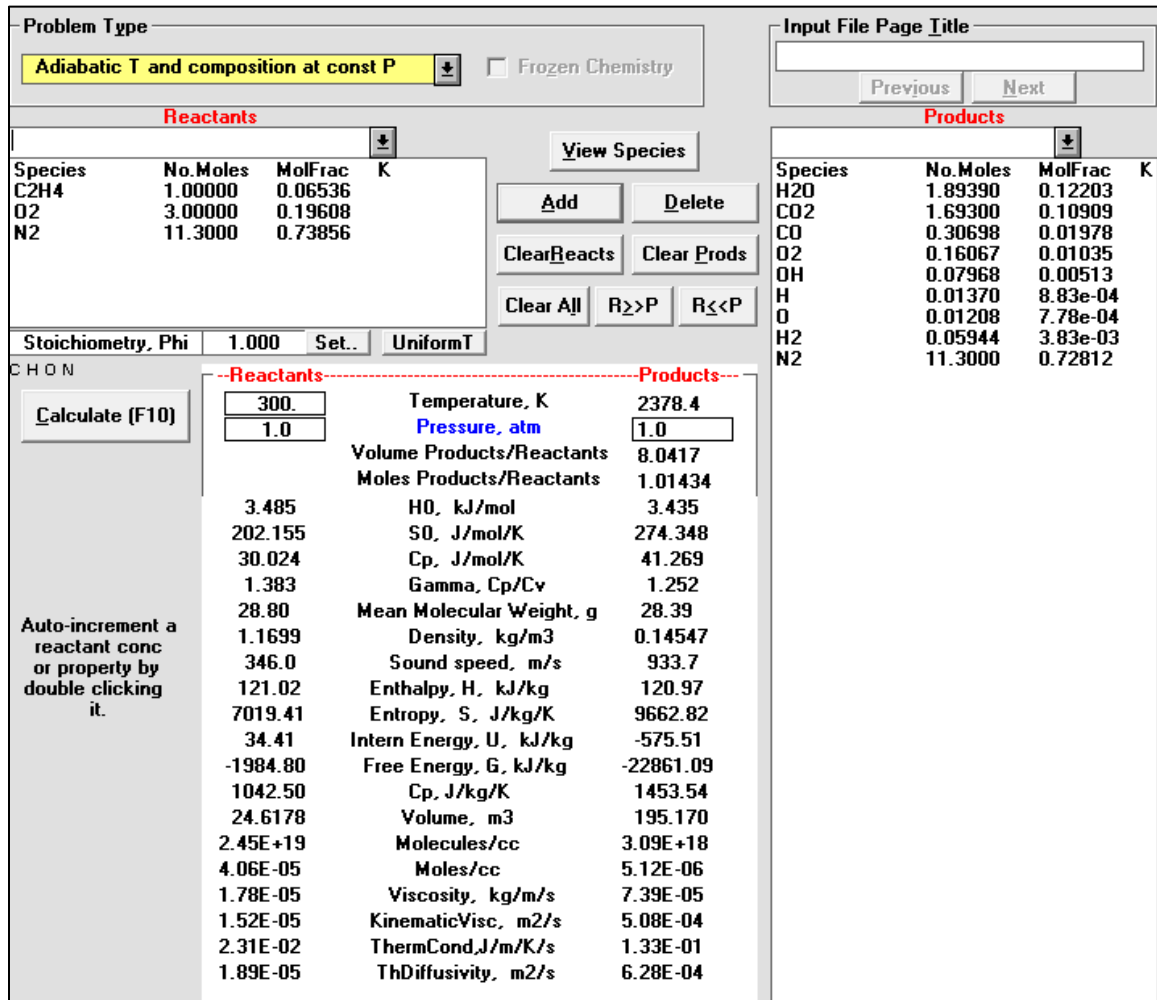 Problem Type
Adiabatic T and composition at const P
Frozen Chemistry
Input File Page Title
Previous Next
Reactants
Species No.Moles MolFrac K
C2H4 1.00000 0.06536
O2 3.00000 0.19608
N2 11.3000 0.73856
View Species
Add Delete
ClearReacts Clear Prods
Clear All R>>P R<<P
Products
Species No.Moles MolFrac K
H2O 1.89390 0.12203
CO2 1.69300 0.10909
CO 0.30698 0.01978
O2 0.16067 0.01035
OH 0.07968 0.00513
H 0.01370 8.83e-04
O 0.01208 7.78e-04
H2 0.05944 3.83e-03
N2 11.3000 0.72812
Stoichiometry, Phi 1.000 Set.. UniformT
C H O N
Calculate (F10)
--Reactants---Products---
300. Temperature, K 2378.4
1.0 Pressure, atm 1.0
Volume Products/Reactants 8.0417
Moles Products/Reactants 1.01434
3.485 H0, kJ/mol 3.435
202.155 S0, J/mol/K 274.348
30.024 Cp, J/mol/K 41.269
1.383 Gamma, Cp/Cv 1.252
28.80 Mean Molecular Weight, g 28.39
1.1699 Density, kg/m3 0.14547
346.0 Sound speed, m/s 933.7
121.02 Enthalpy, H, kJ/kg 120.97
7019.41 Entropy, S, J/kg/K 9662.82
34.41 Intern Energy, U, kJ/kg -575.51
-1984.80 Free Energy, G, kJ/kg -22861.09
1042.50 Cp, J/kg/K 1453.54
24.6178 Volume, m3 195.170
2.45E+19 Molecules/cc 3.09E+18
4.06E-05 Moles/cc 5.12E-06
1.78E-05 Viscosity, kg/m/s 7.39E-05
1.52E-05 KinematicVisc, m2/s 5.08E-04
2.31E-02 ThermCond,J/m/K/s 1.33E-01
1.89E-05 ThDiffusivity, m2/s 6.28E-04
Auto-increment a
reactant conc
or property by
double clicking
it.